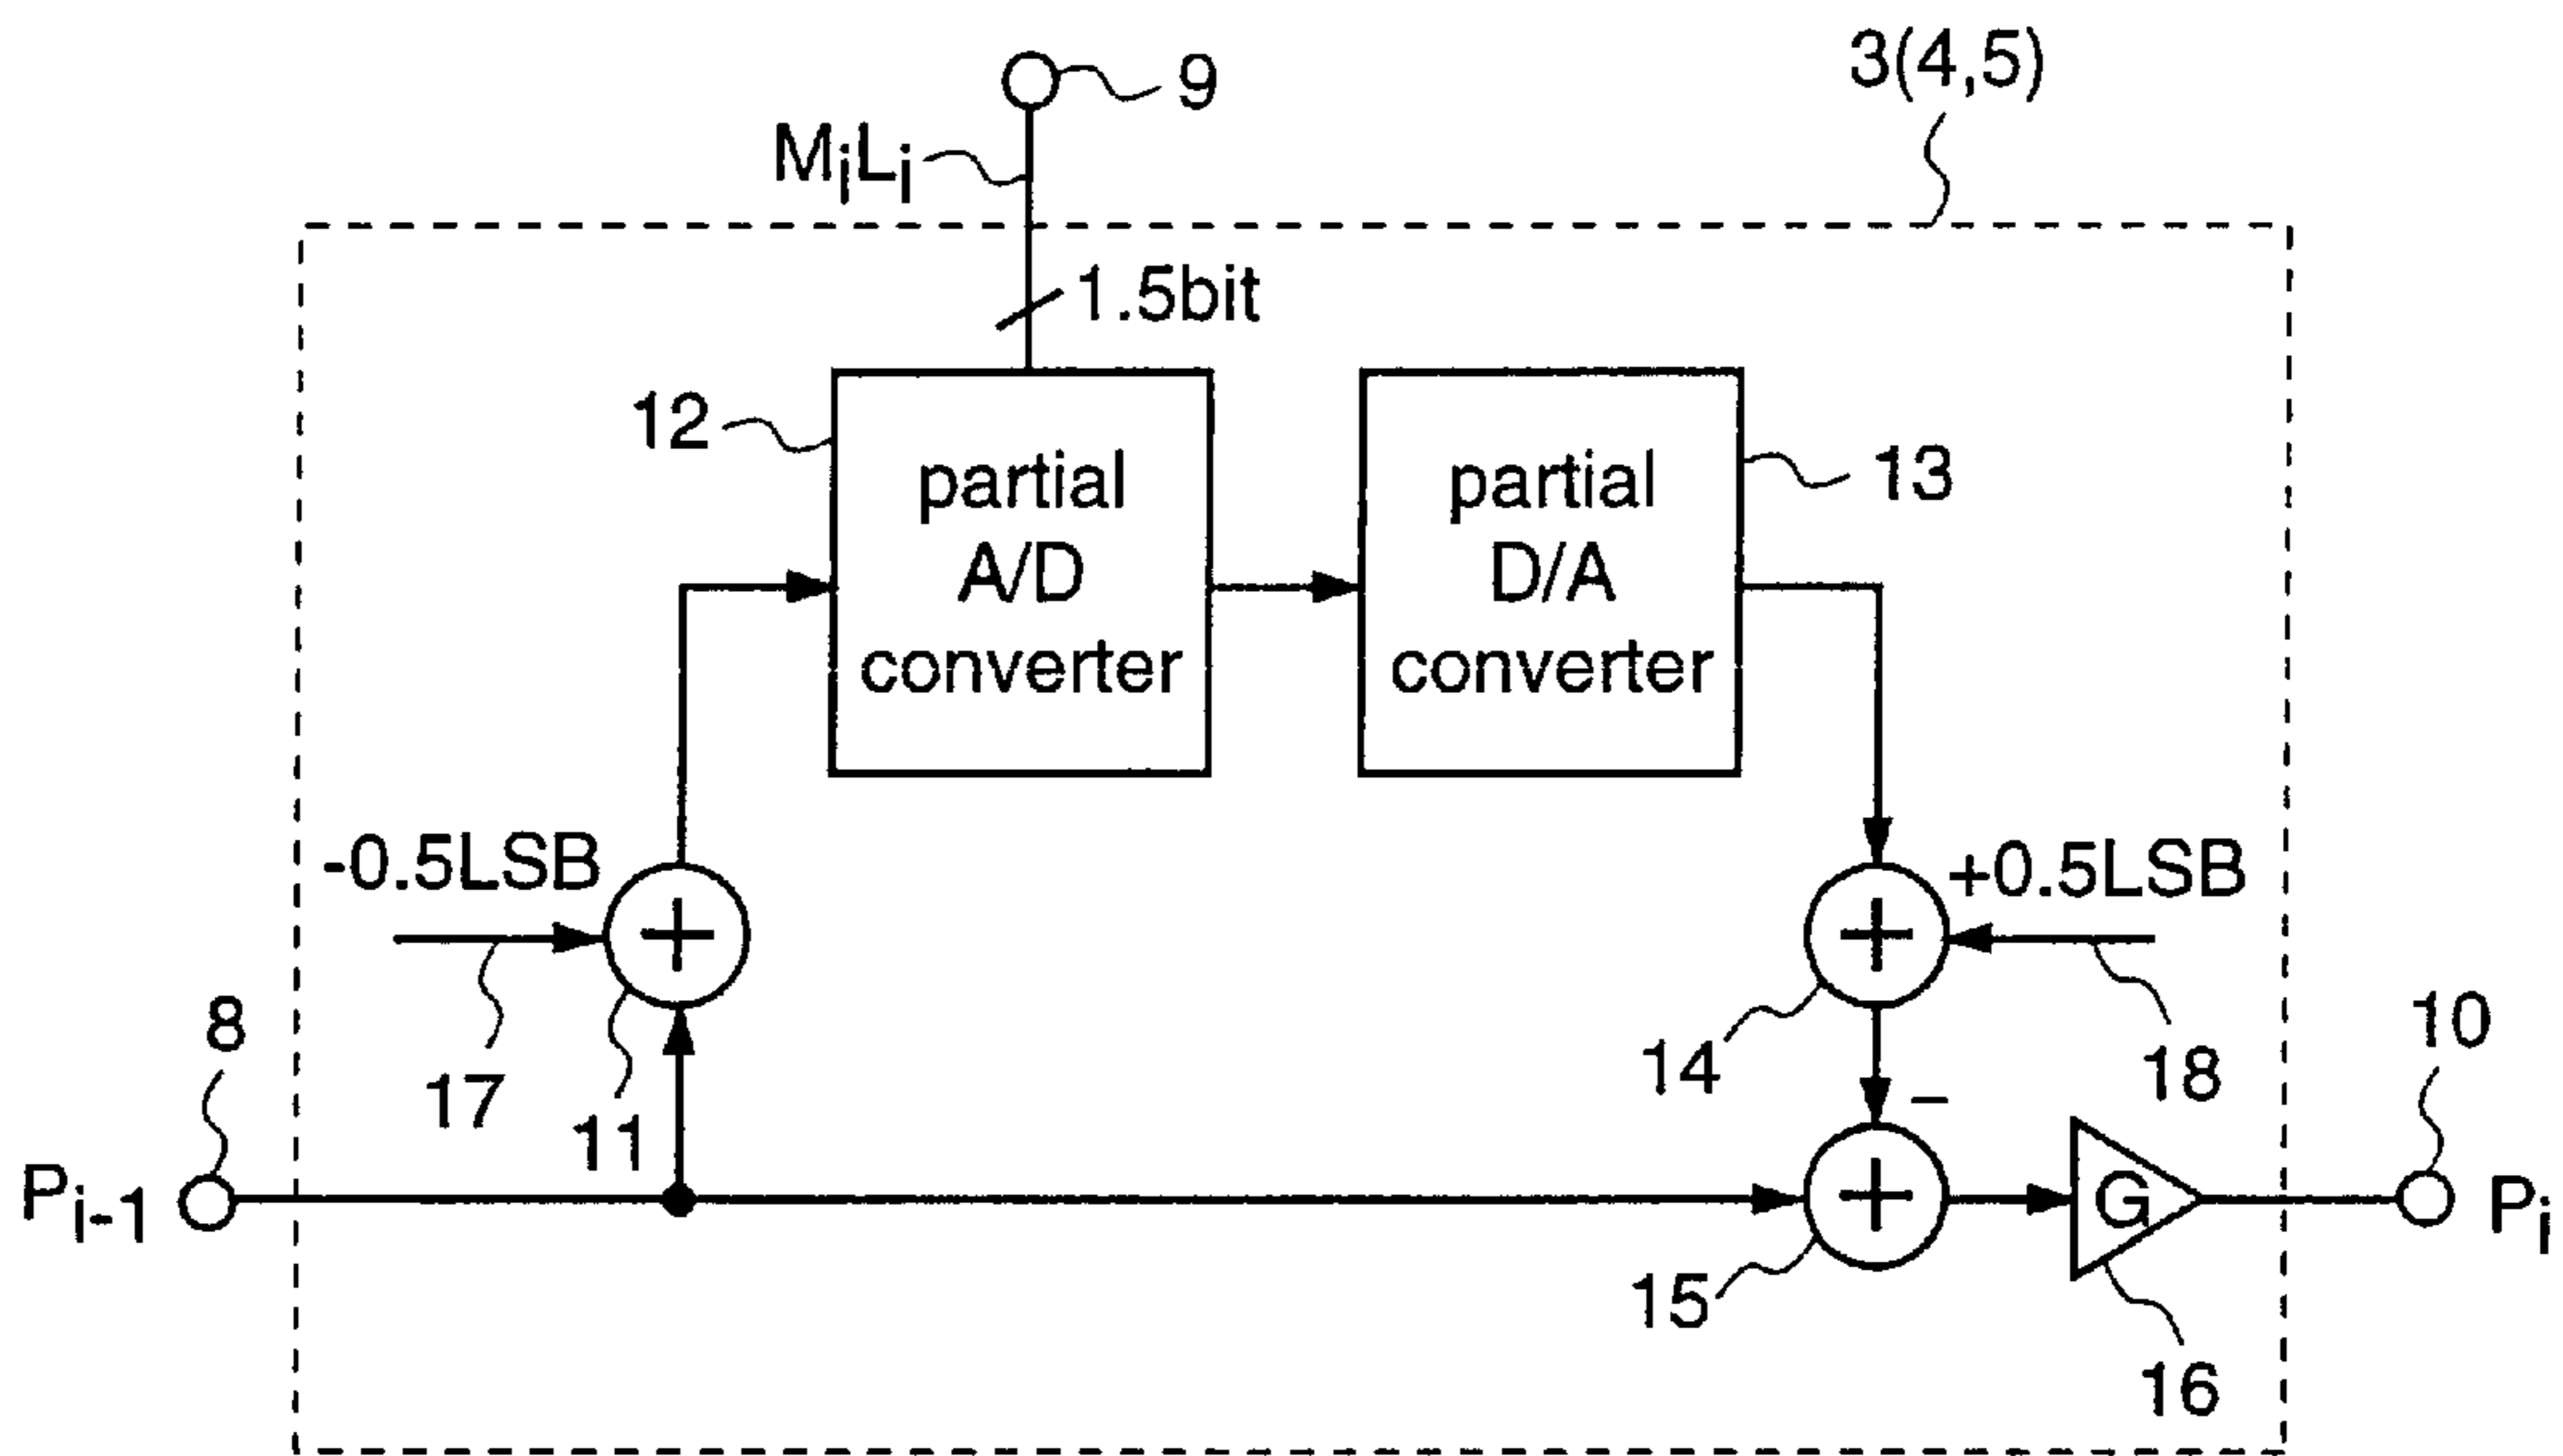 3(4,5)
9
MiLi
1.5bit
12
partial
A/D
converter
partial
D/A
converter
13
-0.5LSB
+
+0.5LSB
+
17
11
14
18
8
10
Pi-1
−
+
G
Pi
15
16